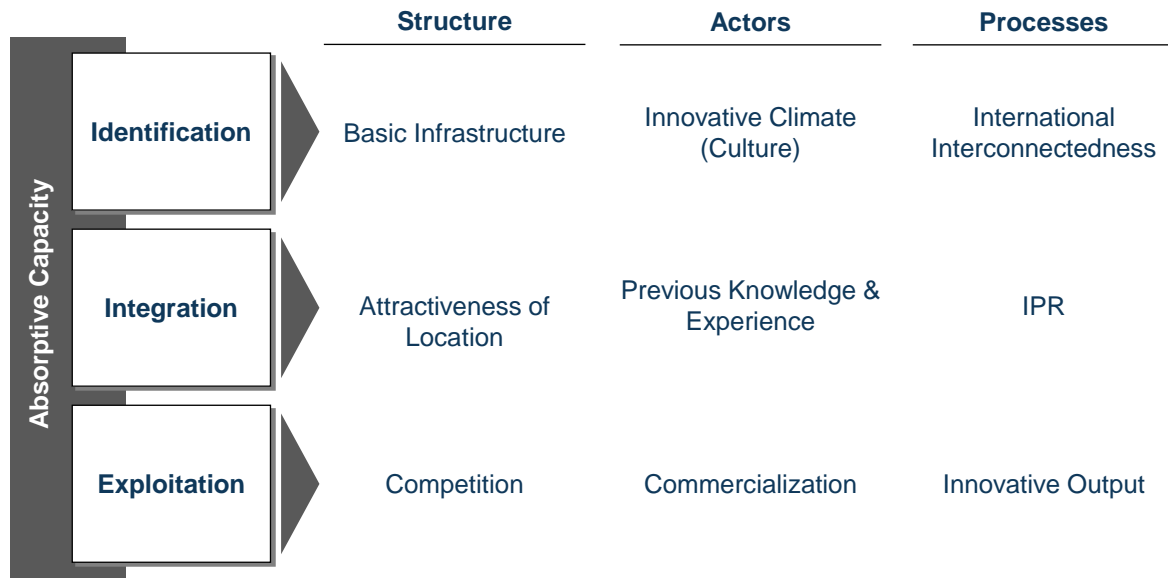 Structure
Actors
Processes
Absorptive Capacity
Identification
Basic Infrastructure
Innovative Climate
(Culture)
International
Interconnectedness
Integration
Attractiveness of
Location
Previous Knowledge &
Experience
IPR
Exploitation
Competition
Commercialization
Innovative Output